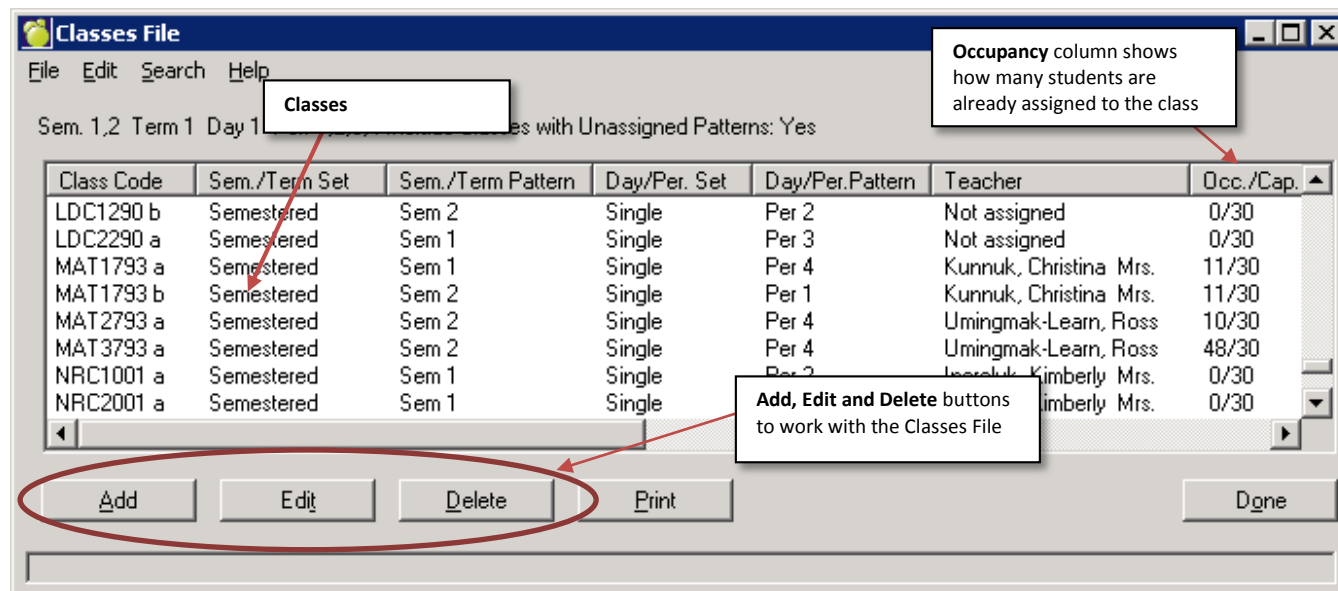 Classes File
Occupancy column shows
how many students are
already assigned to the class
File Edit Search Help
Classes
Sem. 1,2 Term 1 Day 1 with Unassigned Patterns: Yes
Class Code Sem./Term Set Sem./Term Pattern Day/Per. Set Day/Per.Pattern Teacher Occ./Cap.
LDC1290 b Semestered Sem 2 Single Per 2 Not assigned 0/30
LDC2290 a Semestered Sem 1 Single Per 3 Not assigned 0/30
MAT1793 a Semestered Sem 1 Single Per 4 Kunnuk, Christina Mrs. 11/30
MAT1793 b Semestered Sem 2 Single Per 1 Kunnuk, Christina Mrs. 11/30
MAT2793 a Semestered Sem 2 Single Per 4 Umingmak-Learn, Ross 10/30
MAT3793 a Semestered Sem 2 Single Per 4 Umingmak-Learn, Ross 48/30
NRC1001 a Semestered Sem 1 Single Kimberly Mrs. 0/30
NRC2001 a Semestered Sem 1 Single Mrs. 0/30
Add, Edit and Delete buttons
to work with the Classes File
Add Edit Delete Print Done